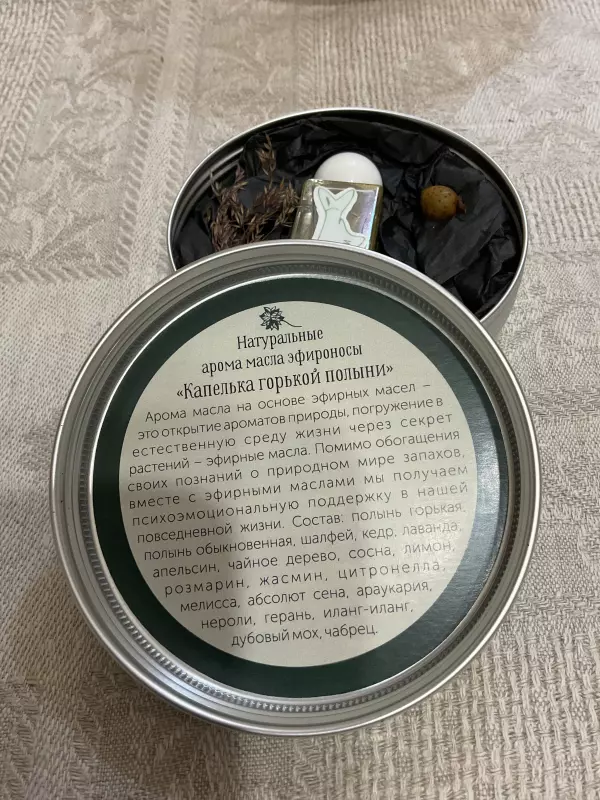 Натуральные
арома масла эфироносы
«Капелька горькой полыни»
Арома масла на основе эфирных масел –
это открытие ароматов природы, погружение в
естественную среду жизни через секрет
растений – эфирные масла. Помимо обогащения
своих познаний о природном мире запахов,
вместе с эфирными маслами мы получаем
психоэмоциональную поддержку в нашей
повседневной жизни. Состав: полынь горькая,
полынь обыкновенная, шалфей, кедр, лаванда,
апельсин, чайное дерево, сосна, лимон,
розмарин, жасмин, цитронелла,
мелисса, абсолют сена, араукария,
нероли, герань, иланг-иланг,
дубовый мох, чабрец.